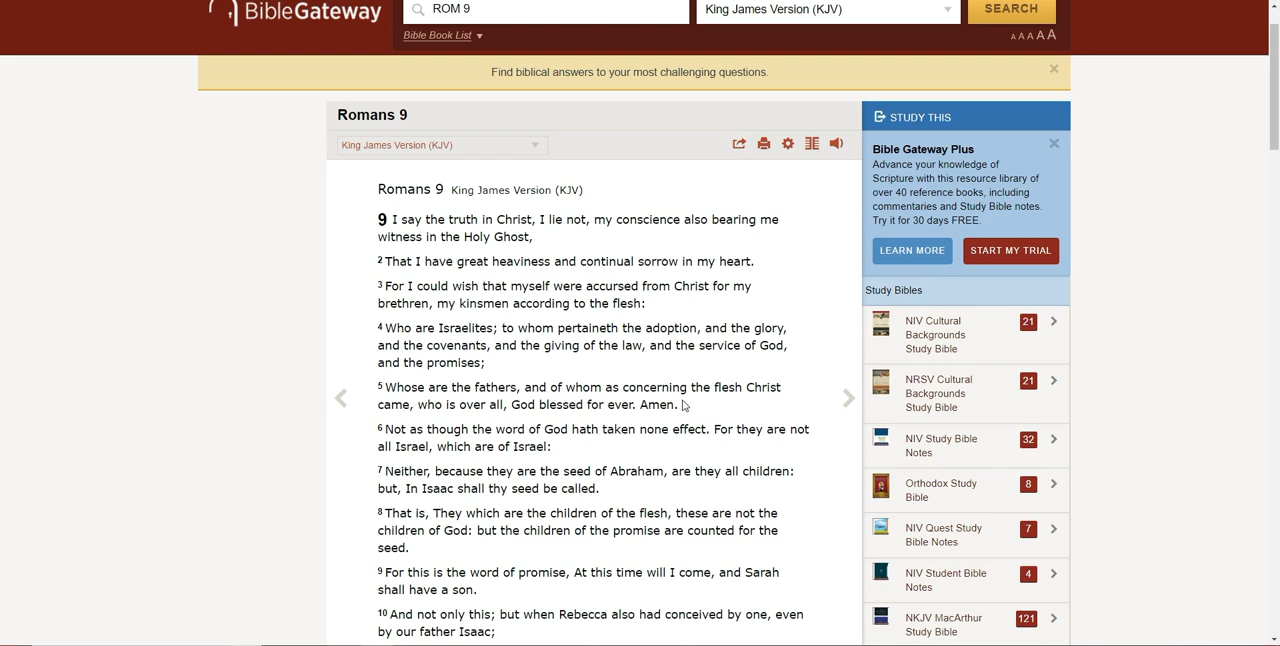 BibleGateway
ROM 9
King James Version (KJV)
SEARCH
Bible Book List
A A A A A
Find biblical answers to your most challenging questions.
Romans 9
King James Version (KJV)
Romans 9 King James Version (KJV)
9 I say the truth in Christ, I lie not, my conscience also bearing me
witness in the Holy Ghost,
2 That I have great heaviness and continual sorrow in my heart.
3 For I could wish that myself were accursed from Christ for my
brethren, my kinsmen according to the flesh:
4 Who are Israelites; to whom pertaineth the adoption, and the glory,
and the covenants, and the giving of the law, and the service of God,
and the promises;
5 Whose are the fathers, and of whom as concerning the flesh Christ
came, who is over all, God blessed for ever. Amen.
6 Not as though the word of God hath taken none effect. For they are not
all Israel, which are of Israel:
7 Neither, because they are the seed of Abraham, are they all children:
but, In Isaac shall thy seed be called.
8 That is, They which are the children of the flesh, these are not the
children of God: but the children of the promise are counted for the
seed.
9 For this is the word of promise, At this time will I come, and Sarah
shall have a son.
10 And not only this; but when Rebecca also had conceived by one, even
by our father Isaac;
STUDY THIS
Bible Gateway Plus
Advance your knowledge of
Scripture with this resource library of
over 40 reference books, including
commentaries and Study Bible notes.
Try it for 30 days FREE.
LEARN MORE
START MY TRIAL
Study Bibles
NIV Cultural
Backgrounds
Study Bible
21
NRSV Cultural
Backgrounds
Study Bible
21
NIV Study Bible
Notes
32
Orthodox Study
Bible
8
NIV Quest Study
Bible Notes
7
NIV Student Bible
Notes
4
NKJV MacArthur
Study Bible
121